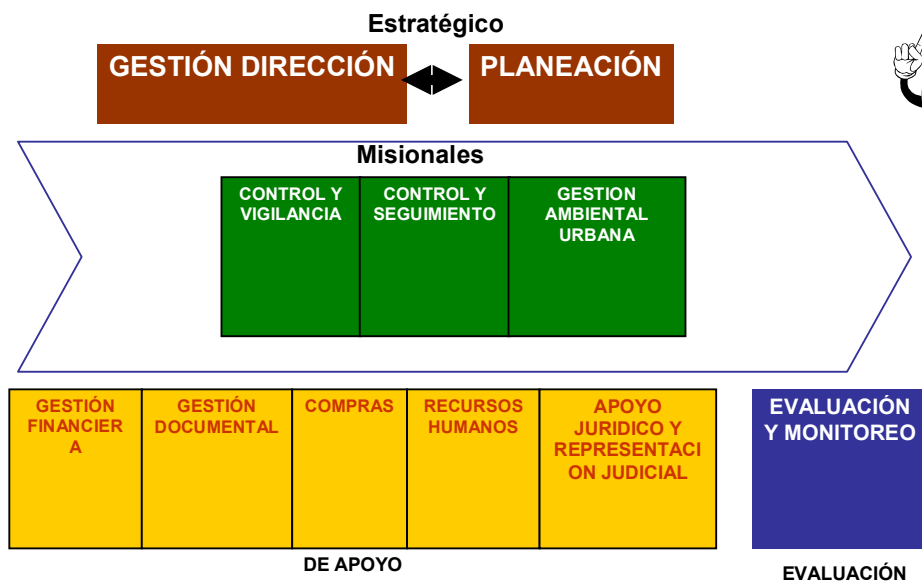 Estratégico
GESTIÓN DIRECCIÓN
PLANEACIÓN
Misionales
CONTROL Y
VIGILANCIA
CONTROL Y
SEGUIMIENTO
GESTION
AMBIENTAL
URBANA
GESTIÓN
FINANCIER
A
GESTIÓN
DOCUMENTAL
COMPRAS
RECURSOS
HUMANOS
APOYO
JURIDICO Y
REPRESENTACI
ON JUDICIAL
EVALUACIÓN
Y MONITOREO
DE APOYO
EVALUACIÓN